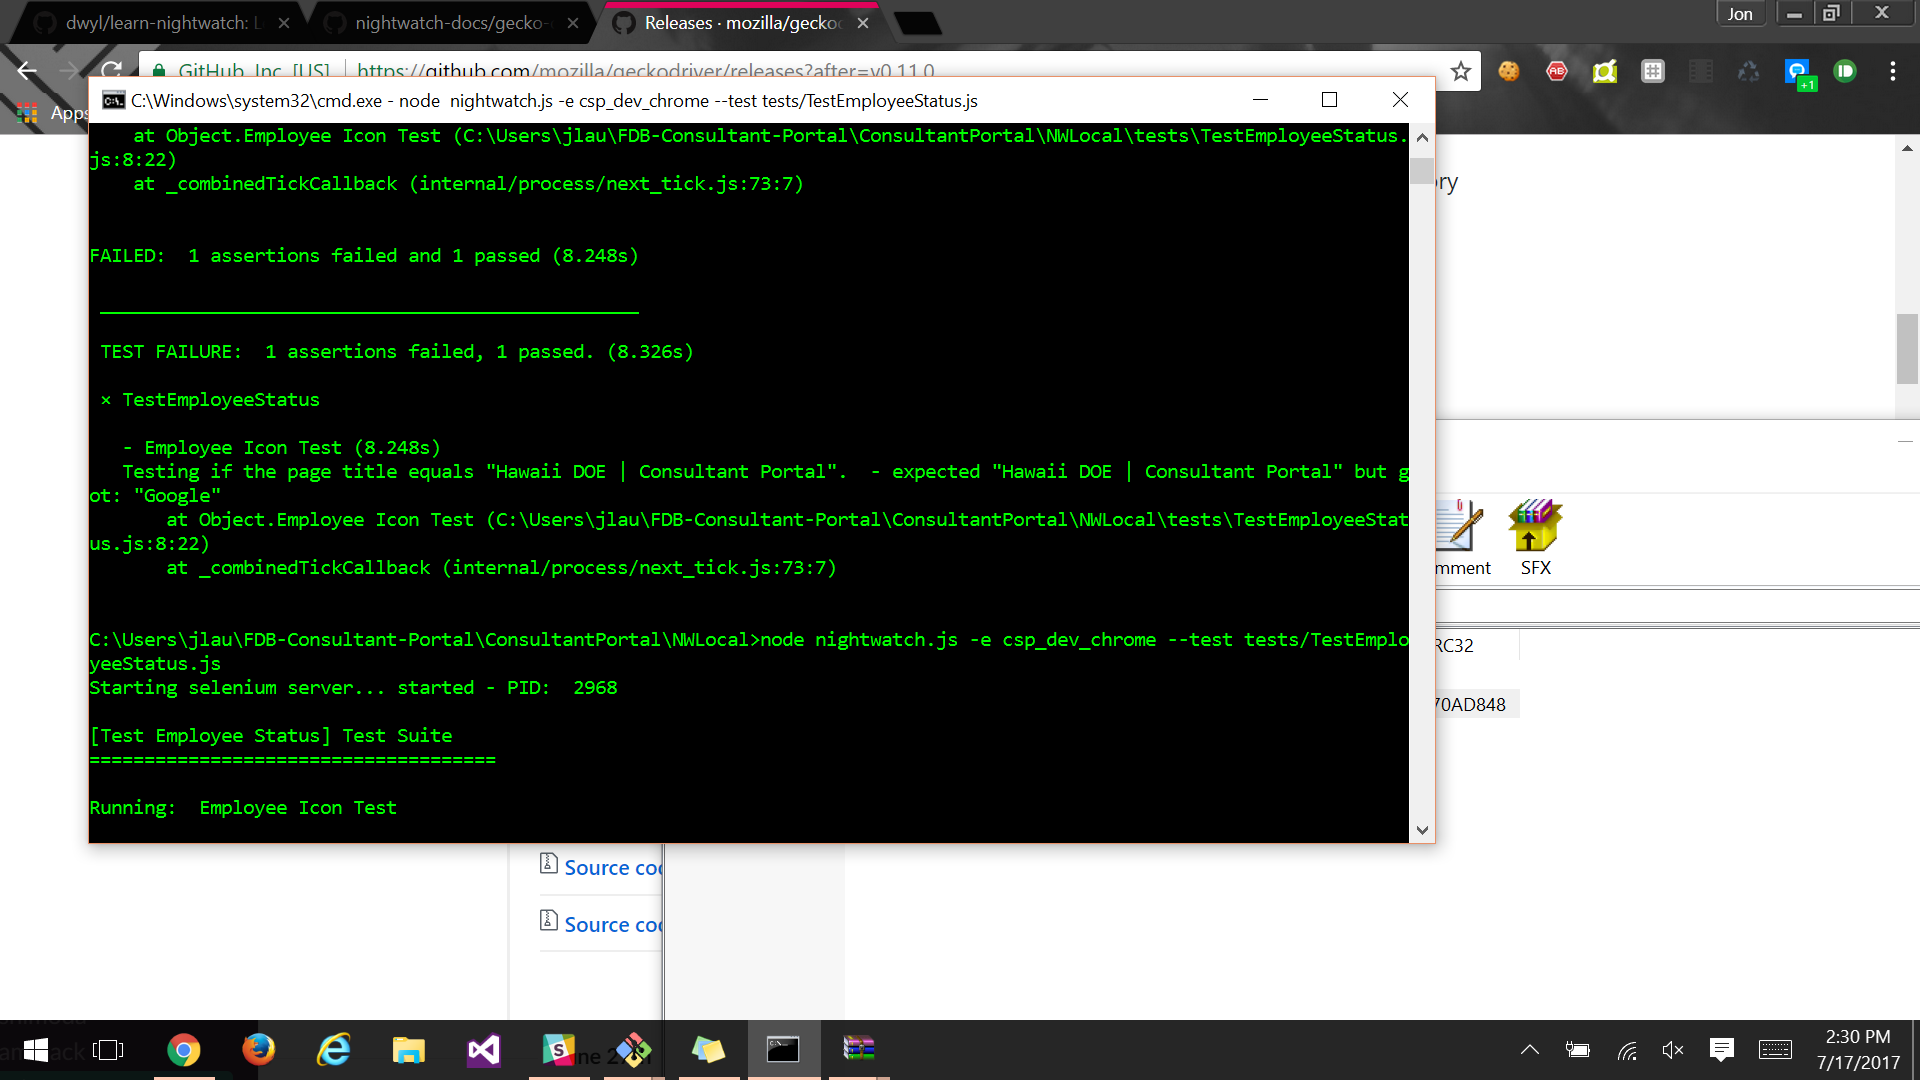 dwyl/learn-nightwatch: L
nightwatch-docs/gecko-
Releases · mozilla/gecko
Jon
GitHub, Inc. [US]
https://github.com/mozilla/geckodriver/releases?after=v0.11.0
+1
Apps
C:\Windows\system32\cmd.exe - node  nightwatch.js -e csp_dev_chrome --test tests/TestEmployeeStatus.js
at Object.Employee Icon Test (C:\Users\jlau\FDB-Consultant-Portal\ConsultantPortal\NWLocal\tests\TestEmployeeStatus.
js:8:22)
at _combinedTickCallback (internal/process/next_tick.js:73:7)
FAILED:  1 assertions failed and 1 passed (8.248s)
TEST FAILURE:  1 assertions failed, 1 passed. (8.326s)
× TestEmployeeStatus
- Employee Icon Test (8.248s)
Testing if the page title equals "Hawaii DOE | Consultant Portal".  - expected "Hawaii DOE | Consultant Portal" but g
ot: "Google"
at Object.Employee Icon Test (C:\Users\jlau\FDB-Consultant-Portal\ConsultantPortal\NWLocal\tests\TestEmployeeStat
us.js:8:22)
at _combinedTickCallback (internal/process/next_tick.js:73:7)
C:\Users\jlau\FDB-Consultant-Portal\ConsultantPortal\NWLocal>node nightwatch.js -e csp_dev_chrome --test tests/TestEmplo
yeeStatus.js
Starting selenium server... started - PID:  2968
[Test Employee Status] Test Suite
=====================================
Running:  Employee Icon Test
ory
mment
SFX
RC32
70AD848
Source co
Source co
2:30 PM
7/17/2017